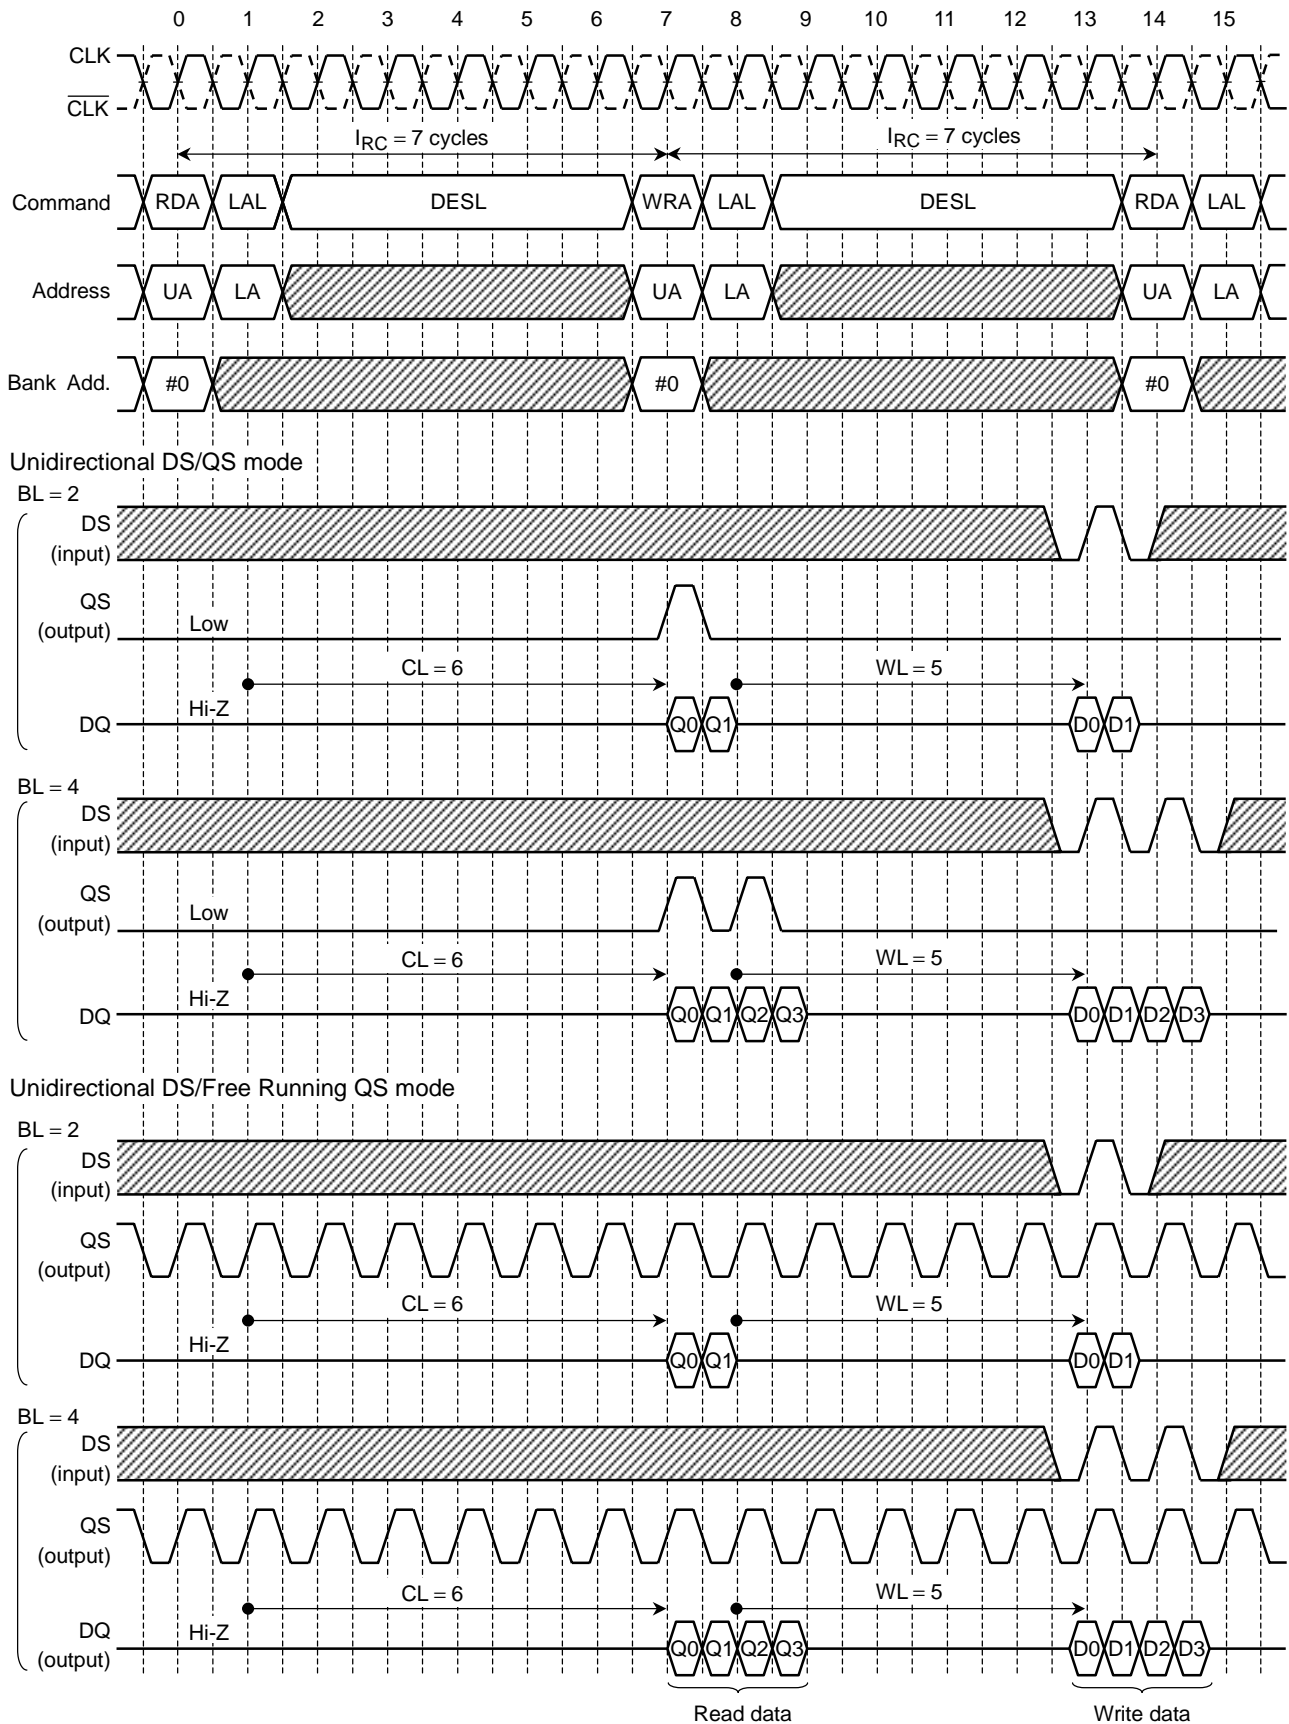 0 1 2 3 4 5 6 7 8 9 10 11 12 13 14 15
CLK
CLK
IRC = 7 cycles IRC = 7 cycles
Command RDA LAL DESL WRA LAL DESL RDA LAL
Address UA LA UA LA UA LA
Bank Add. #0 #0 #0
Unidirectional DS/QS mode
BL = 2
DS
(input)
QS
(output) Low
CL = 6 WL = 5
Hi-Z
DQ Q0 Q1 D0 D1
BL = 4
DS
(input)
QS
(output) Low
CL = 6 WL = 5
Hi-Z
DQ Q0 Q1 Q2 Q3 D0 D1 D2 D3
Unidirectional DS/Free Running QS mode
BL = 2
DS
(input)
QS
(output)
CL = 6 WL = 5
Hi-Z
DQ Q0 Q1 D0 D1
BL = 4
DS
(input)
QS
(output)
CL = 6 WL = 5
DQ Hi-Z
(output) Q0 Q1 Q2 Q3 D0 D1 D2 D3
Read data Write data